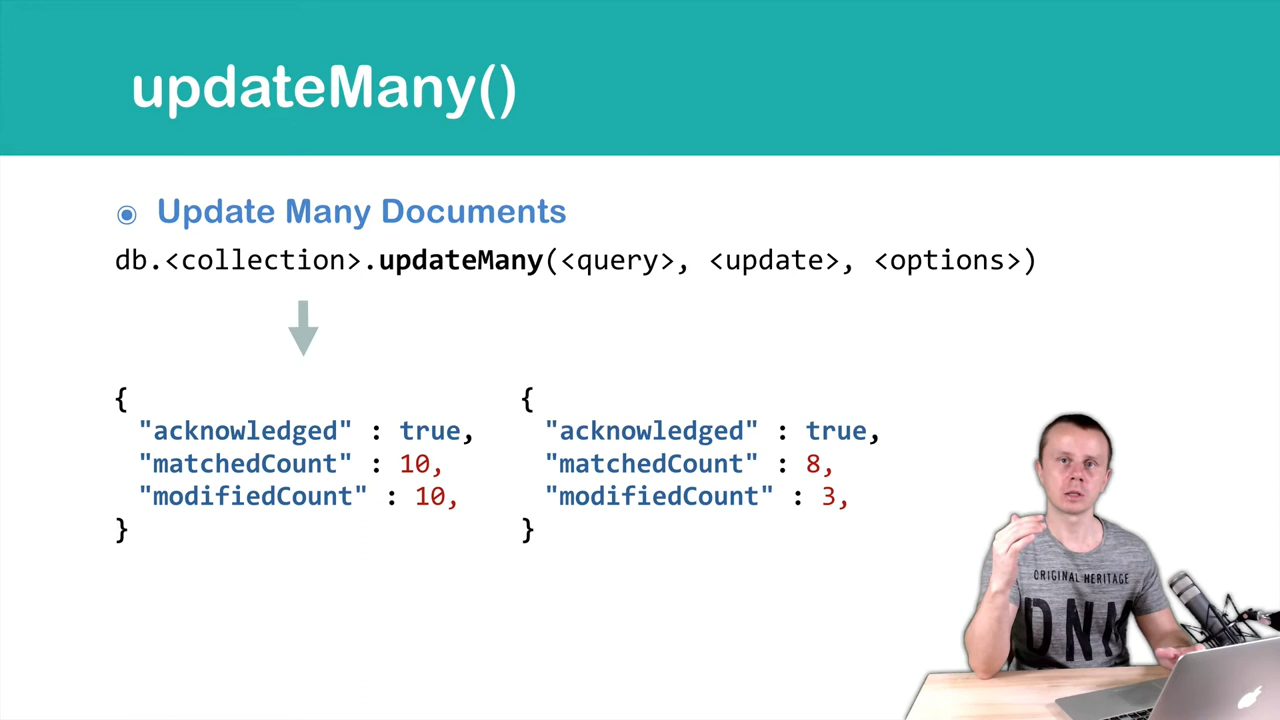 updateMany()
Update Many Documents
db.<collection>.updateMany(<query>, <update>, <options>)
{
"acknowledged" : true,
"matchedCount" : 10,
"modifiedCount" : 10,
}
{
"acknowledged" : true,
"matchedCount" : 8,
"modifiedCount" : 3,
}
ORIGINAL HERITAGE
DNM